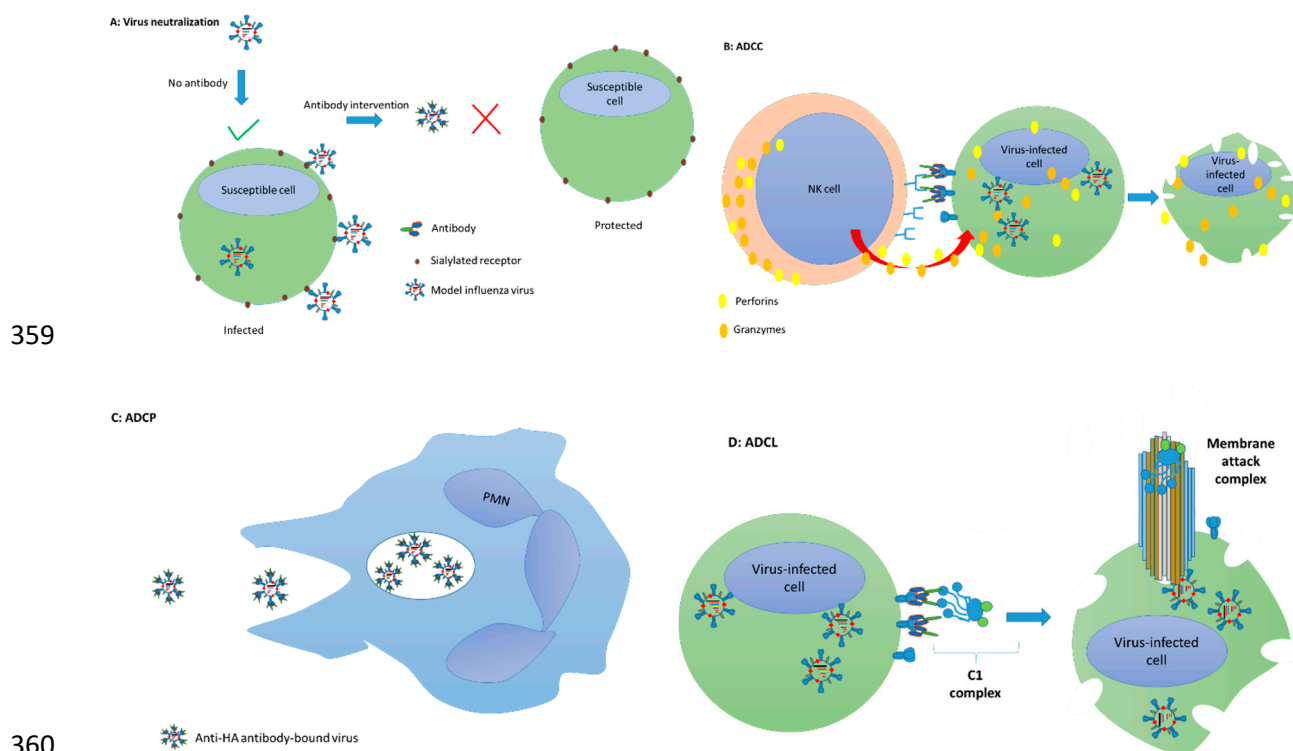 A: Virus neutralization
No antibody
Antibody intervention
Susceptible
cell
Susceptible cell
Protected
Antibody
Sialylated receptor
Model influenza virus
Infected
359
B: ADCC
NK cell
Virus-infected
cell
Virus-
infected
cell
Perforins
Granzymes
C: ADCP
PMN
Anti-HA antibody-bound virus
360
D: ADCL
Virus-infected
cell
C1
complex
Membrane
attack
complex
Virus-infected
cell